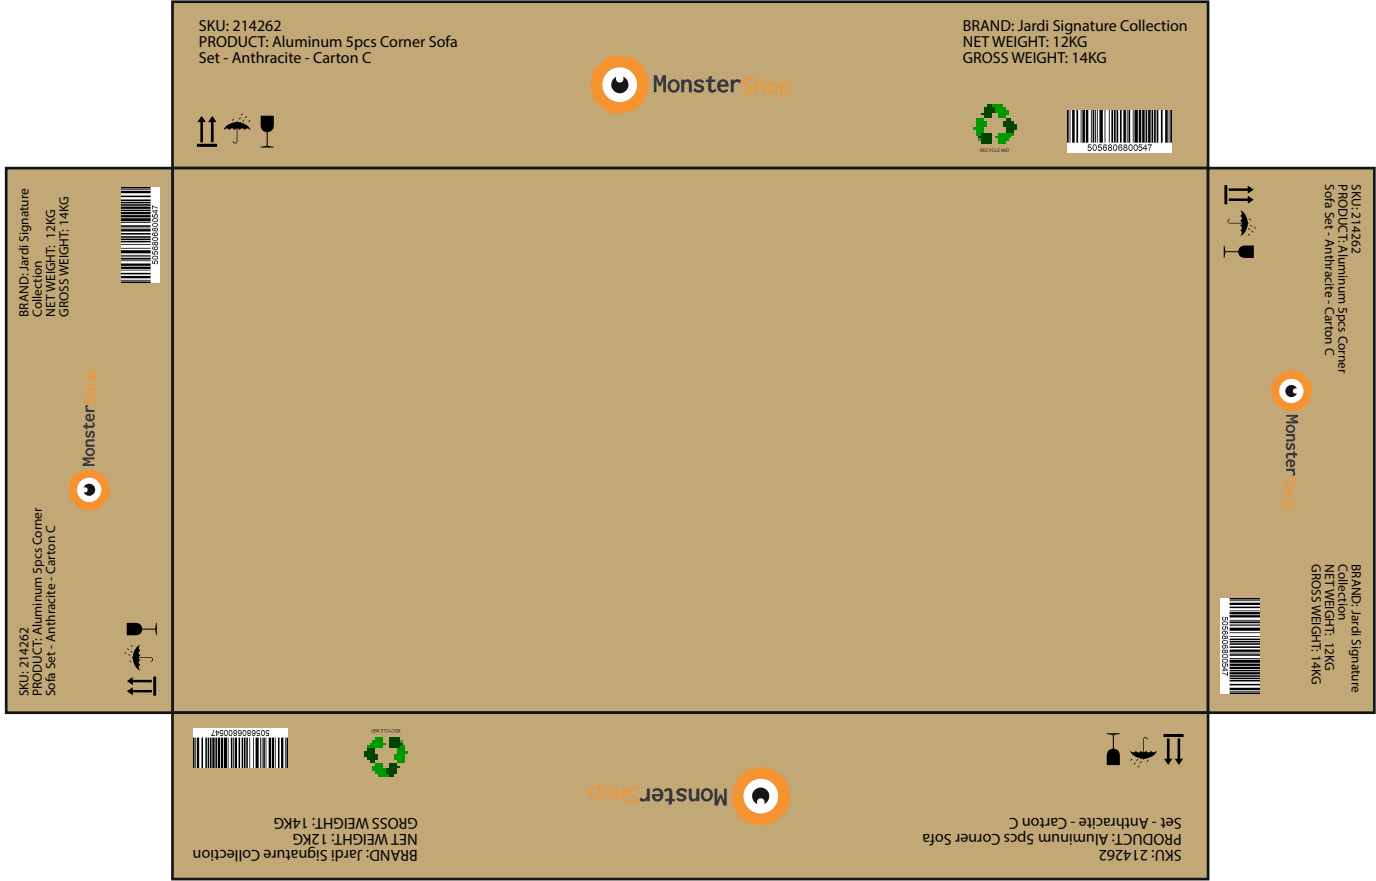 SKU: 214262
PRODUCT: Aluminum 5pcs Corner Sofa
Set - Anthracite - Carton C
MonsterShop
BRAND: Jardi Signature Collection
NET WEIGHT: 12KG
GROSS WEIGHT: 14KG
RECYCLE ME!
5056806800547
BRAND: Jardi Signature
Collection
NET WEIGHT: 12KG
GROSS WEIGHT: 14KG
5056806800547
MonsterShop
SKU: 214262
PRODUCT: Aluminum 5pcs Corner
Sofa Set - Anthracite - Carton C
SKU: 214262
PRODUCT: Aluminum 5pcs Corner
Sofa Set - Anthracite - Carton C
MonsterShop
BRAND: Jardi Signature
Collection
NET WEIGHT: 12KG
GROSS WEIGHT: 14KG
5056806800547
SKU: 214262
PRODUCT: Aluminum 5pcs Corner Sofa
Set - Anthracite - Carton C
MonsterShop
BRAND: Jardi Signature Collection
NET WEIGHT: 12KG
GROSS WEIGHT: 14KG
RECYCLE ME!
5056806800547